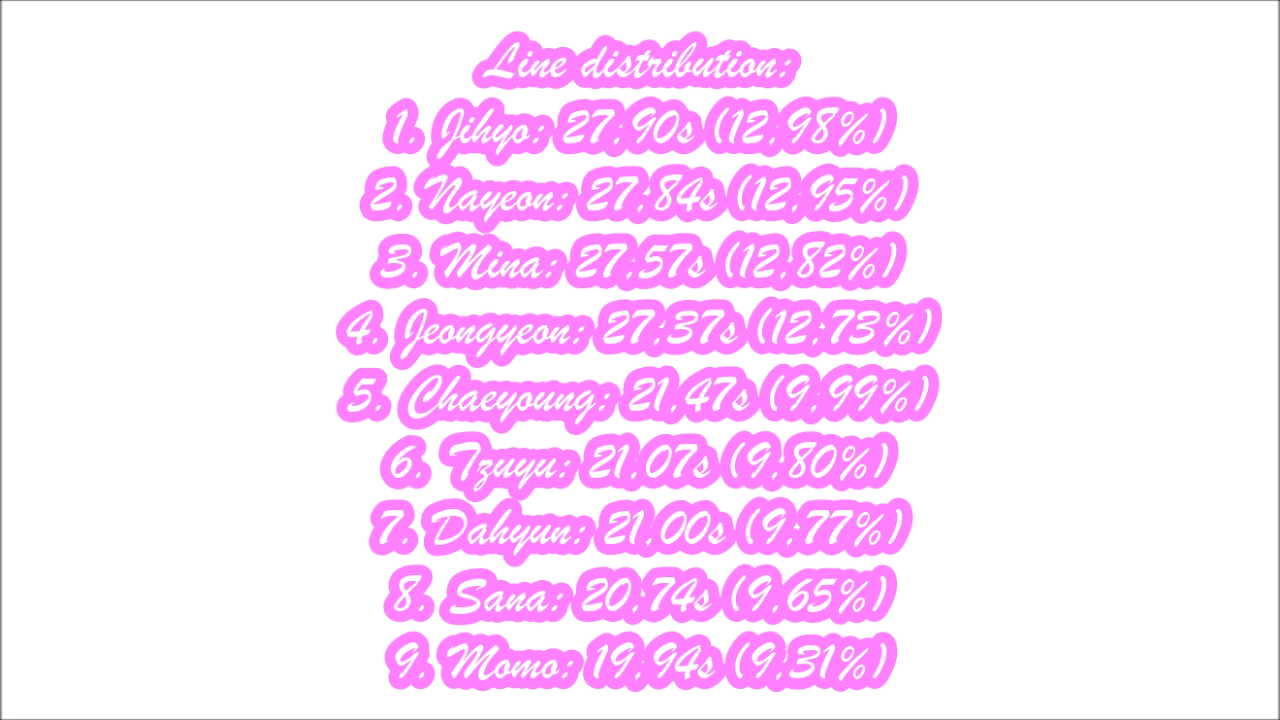 Line distribution:
1. Jihyo: 27,90s (12,98%)
2. Nayeon: 27,84s (12,95%)
3. Mina: 27,57s (12,82%)
4. Jeongyeon: 27,37s (12,73%)
5. Chaeyoung: 21,47s (9,99%)
6. Tzuyu: 21,07s (9,80%)
7. Dahyun: 21,00s (9,77%)
8. Sana: 20,74s (9,65%)
9. Momo: 19,94s (9,31%)